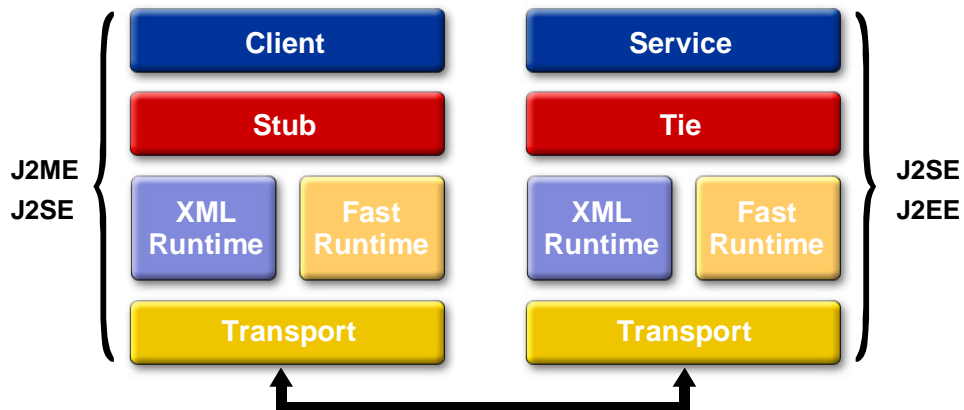 Client
Service
Stub
Tie
J2ME
J2SE
XML
Runtime
Fast
Runtime
XML
Runtime
Fast
Runtime
J2SE
J2EE
Transport
Transport